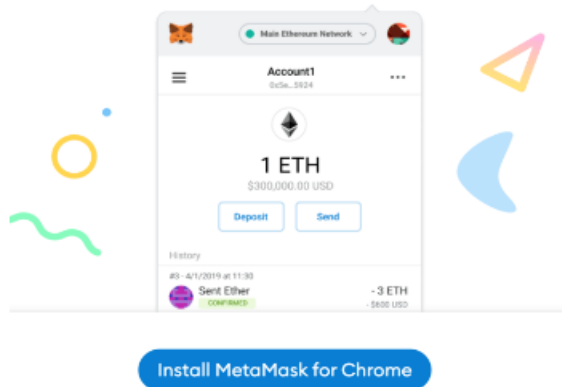 Main Ethereum Network
Account1
0x5e...5924
1 ETH
$300,000.00 USD
Deposit Send
History
#3 - 4/1/2019 at 11:30
Sent Ether - 3 ETH
CONFIRMED - $600 USD
Install MetaMask for Chrome